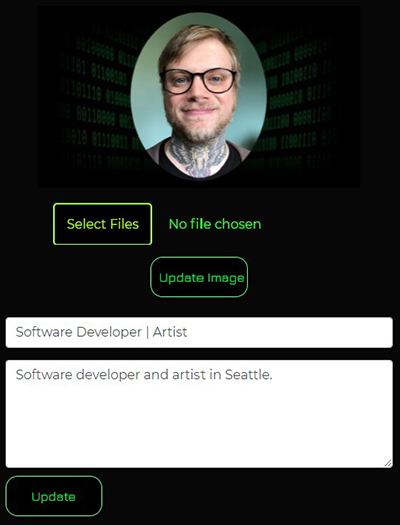 Select Files No file chosen
Update Image
Software Developer | Artist
Software developer and artist in Seattle.
Update